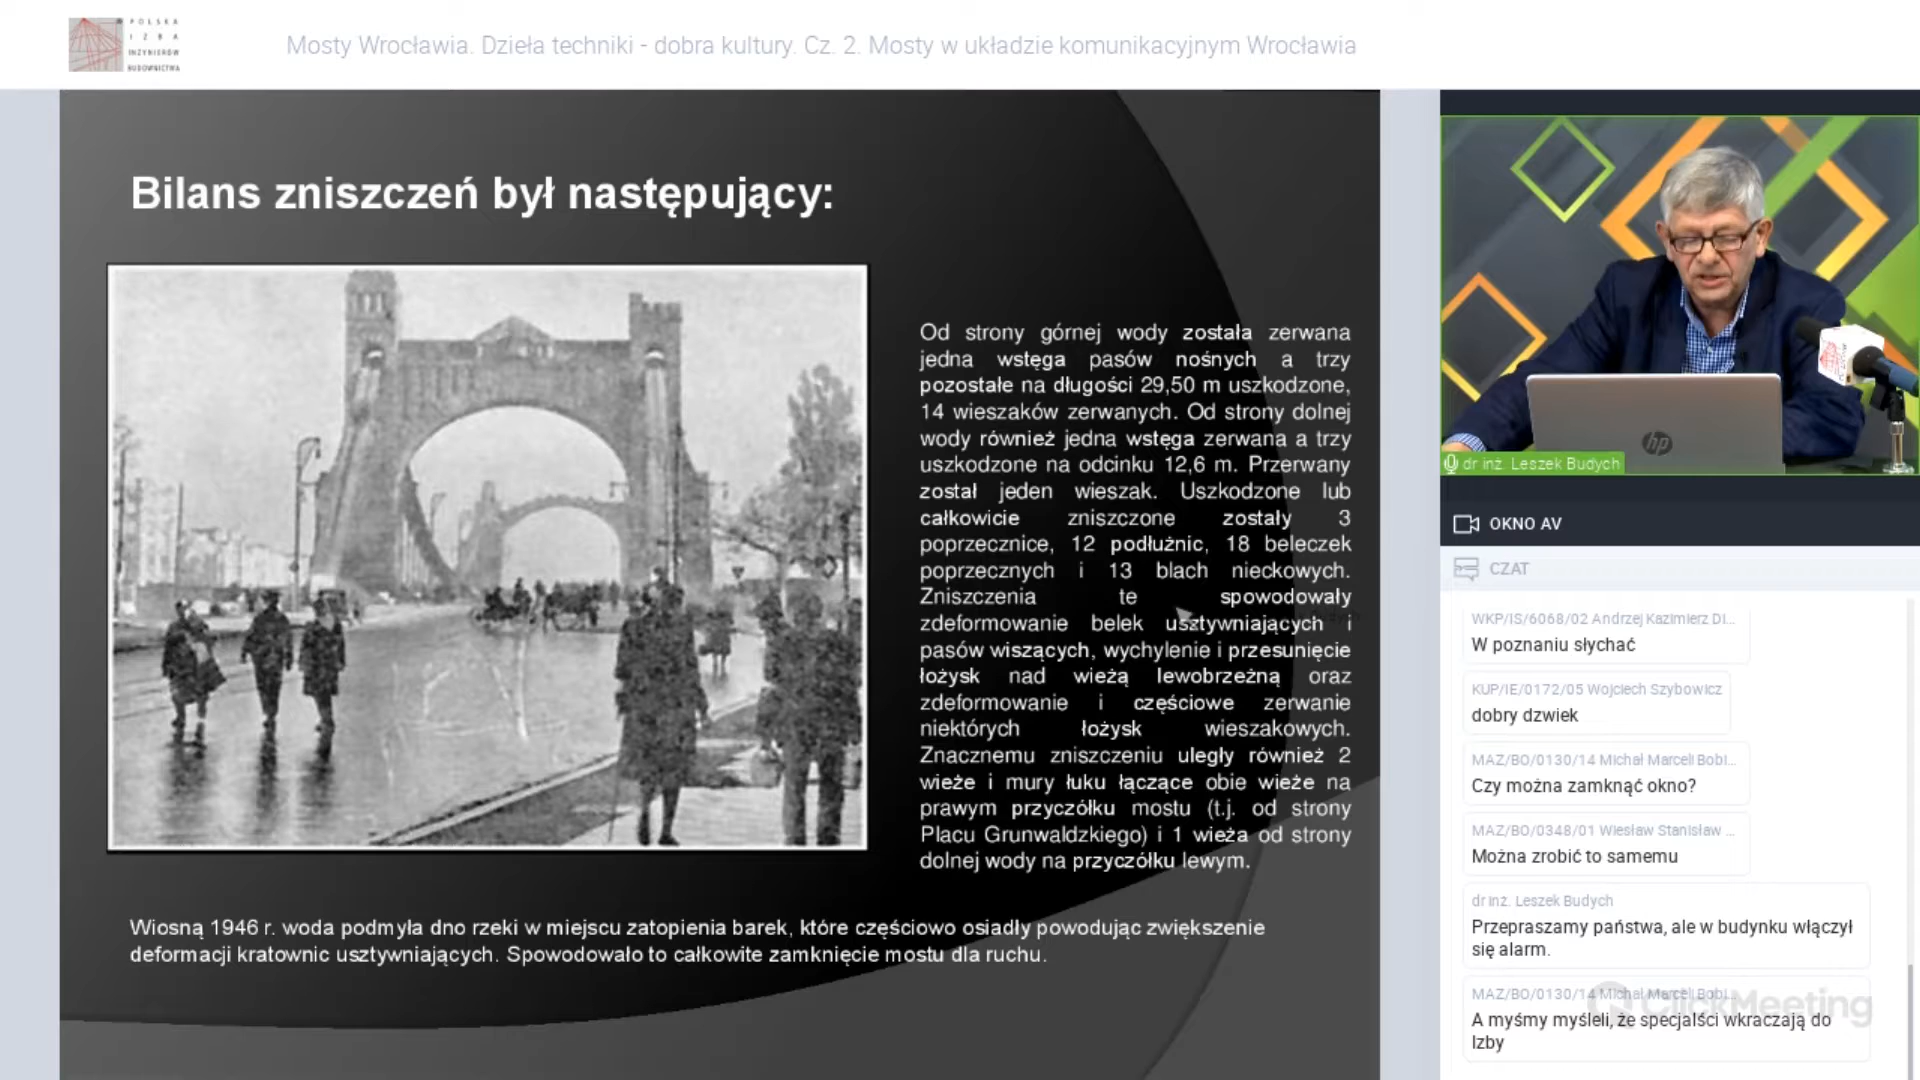 POLSKA
IZBA
INŻYNIERÓW
BUDOWNICTWA
Mosty Wrocławia. Dzieła techniki - dobra kultury. Cz. 2. Mosty w układzie komunikacyjnym Wrocławia
Bilans zniszczeń był następujący:
Od strony górnej wody została zerwana
jedna wstęga pasów nośnych a trzy
pozostałe na długości 29,50 m uszkodzone,
14 wieszaków zerwanych. Od strony dolnej
wody również jedna wstęga zerwana a trzy
uszkodzone na odcinku 12,6 m. Przerwany
został jeden wieszak. Uszkodzone lub
całkowicie zniszczone zostały 3
poprzecznice, 12 podłużnic, 18 beleczek
poprzecznych i 13 blach nieckowych.
Zniszczenia te spowodowały
zdeformowanie belek usztywniających i
pasów wiszących, wychylenie i przesunięcie
łożysk nad wieżą lewobrzeżną oraz
zdeformowanie i częściowe zerwanie
niektórych łożysk wieszakowych.
Znacznemu zniszczeniu uległy również 2
wieże i mury łuku łączące obie wieże na
prawym przyczółku mostu (t.j. od strony
Placu Grunwaldzkiego) i 1 wieża od strony
dolnej wody na przyczółku lewym.
Wiosną 1946 r. woda podmyła dno rzeki w miejscu zatopienia barek, które częściowo osiadły powodując zwiększenie
deformacji kratownic usztywniających. Spowodowało to całkowite zamknięcie mostu dla ruchu.
hp
dr inż. Leszek Budych
OKNO AV
CZAT
WKP/IS/6068/02 Andrzej Kazimierz Di...
W poznaniu słychać
KUP/IE/0172/05 Wojciech Szybowicz
dobry dzwiek
MAZ/BO/0130/14 Michał Marceli Bobi...
Czy można zamknąć okno?
MAZ/BO/0348/01 Wiesław Stanisław ...
Można zrobić to samemu
dr inż. Leszek Budych
Przepraszamy państwa, ale w budynku włączył
się alarm.
MAZ/BO/0130/14 Michał Marceli Bobi...
ClickMeeting
A myśmy myśleli, że specjalści wkraczają do
Izby